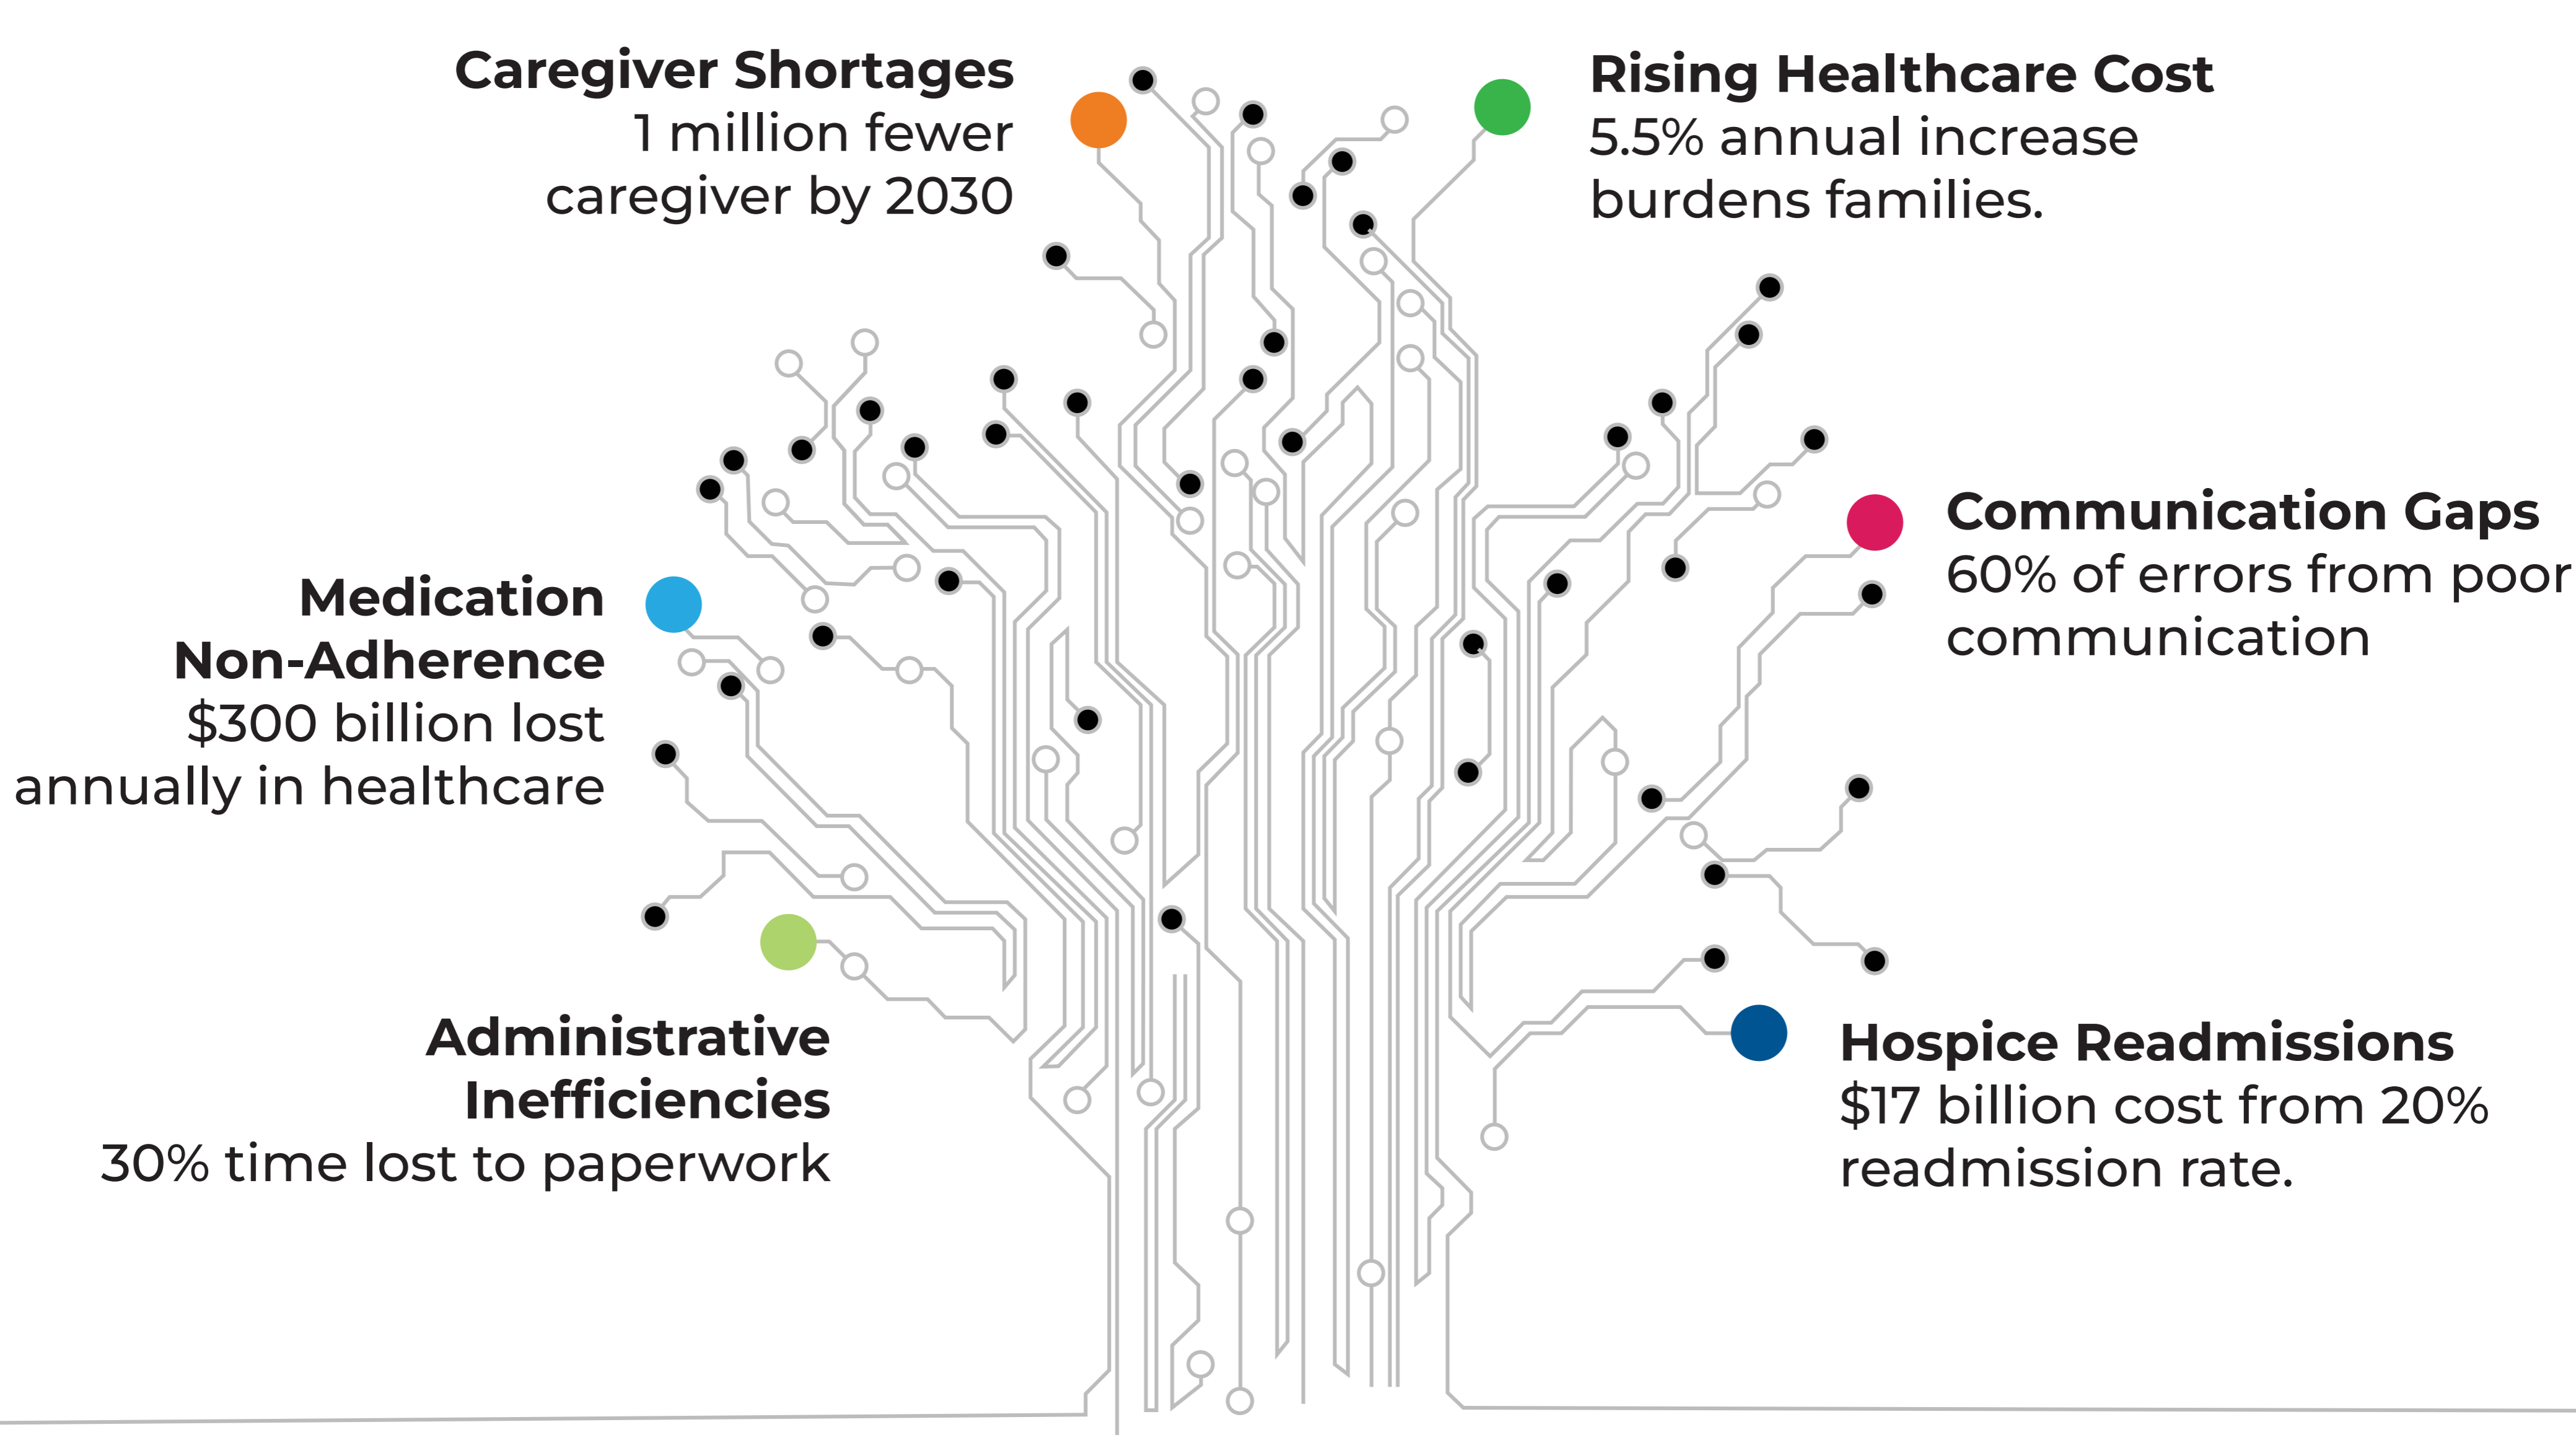 Caregiver Shortages
1 million fewer
caregiver by 2030
Rising Healthcare Cost
5.5% annual increase
burdens families.
Medication
Non-Adherence
$300 billion lost
annually in healthcare
Communication Gaps
60% of errors from poor
communication
Administrative
Inefficiencies
30% time lost to paperwork
Hospice Readmissions
$17 billion cost from 20%
readmission rate.